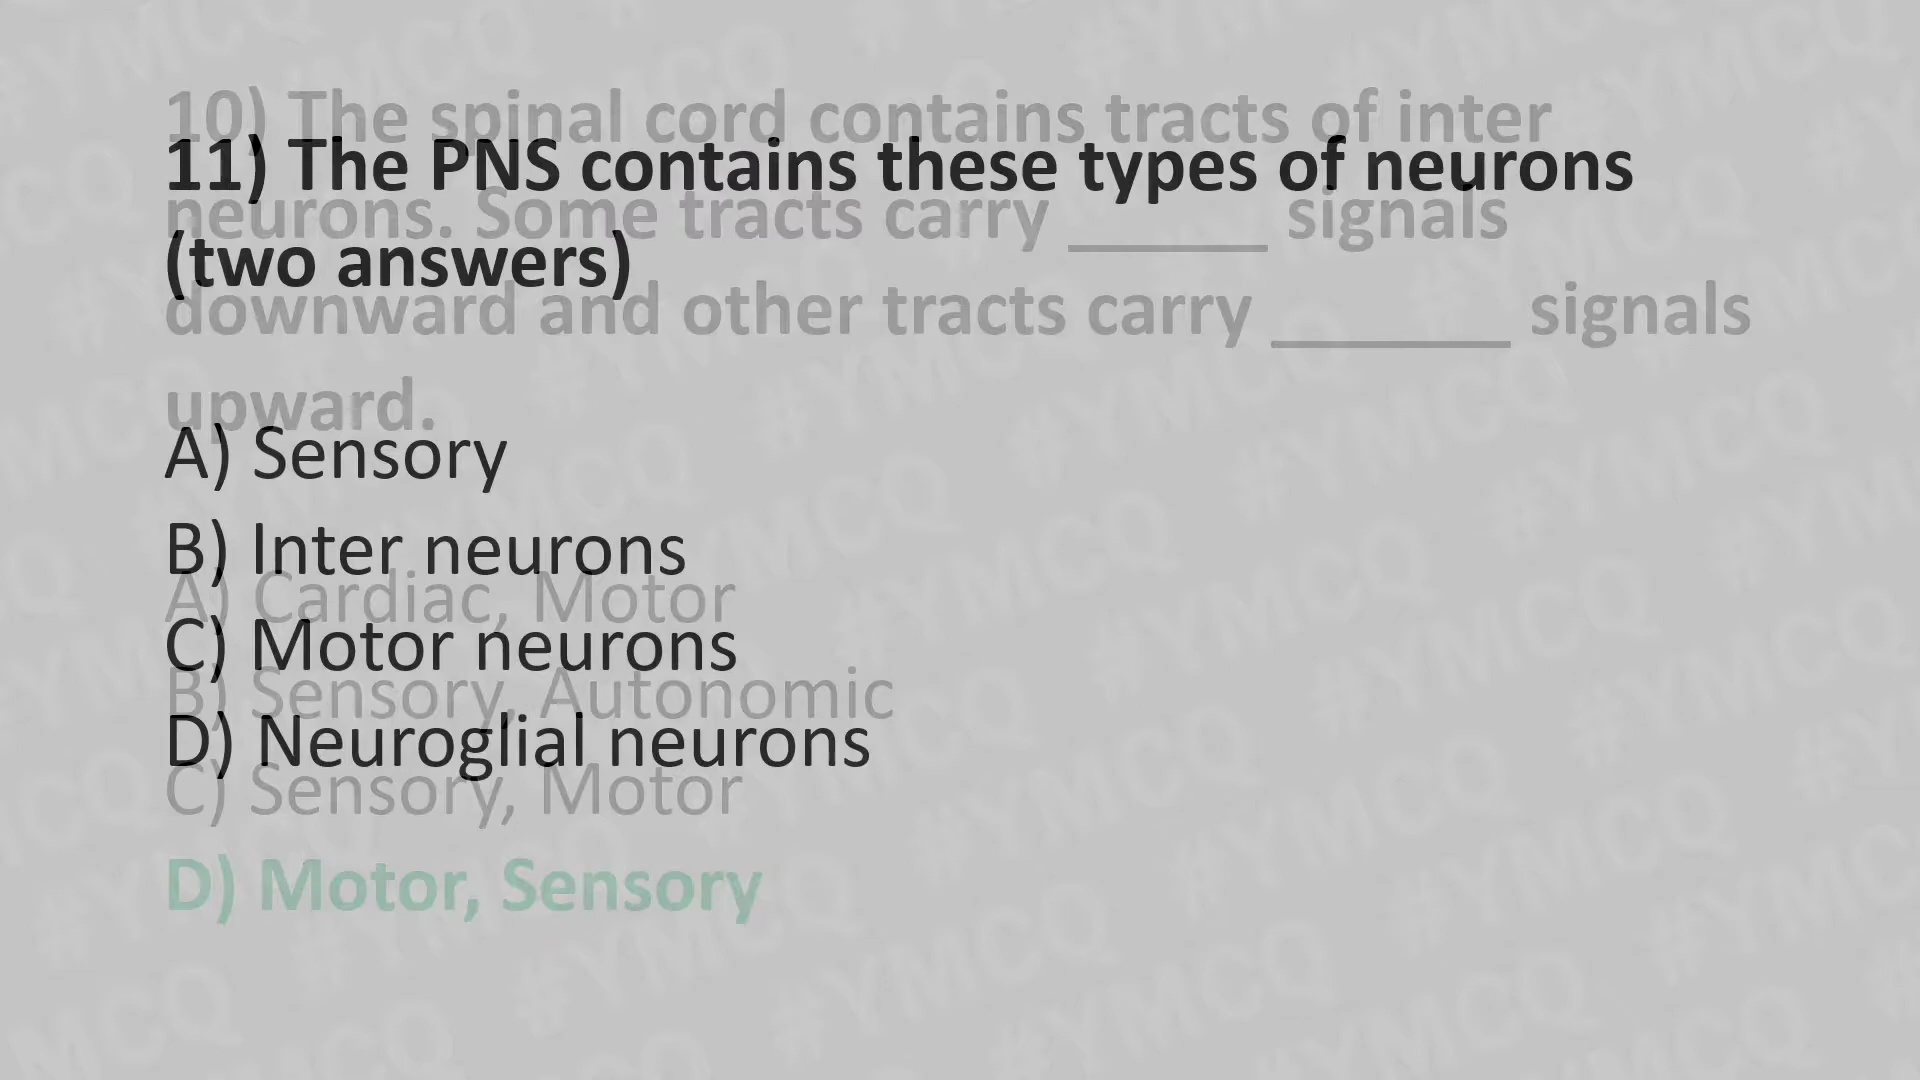 10) The spinal cord contains tracts of inter
neurons. Some tracts carry ______ signals
downward and other tracts carry _______ signals
upward.
A) Cardiac, Motor
B) Sensory, Autonomic
C) Sensory, Motor
D) Motor, Sensory
11) The PNS contains these types of neurons
(two answers)
A) Sensory
B) Inter neurons
C) Motor neurons
D) Neuroglial neurons
#YMCQ